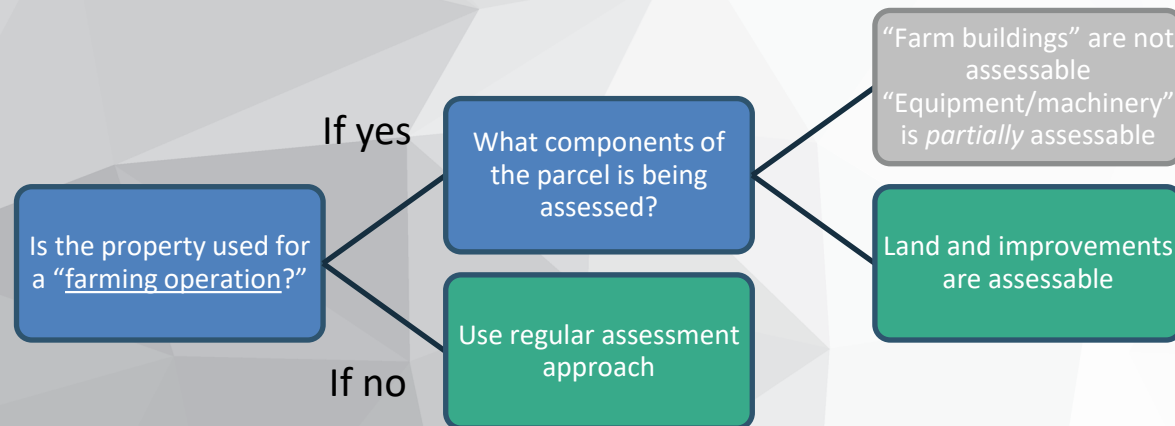 Is the property used for
a “farming operation?”
If yes
If no
What components of
the parcel is being
assessed?
Use regular assessment
approach
“Farm buildings” are not
assessable
“Equipment/machinery”
is partially assessable
Land and improvements
are assessable